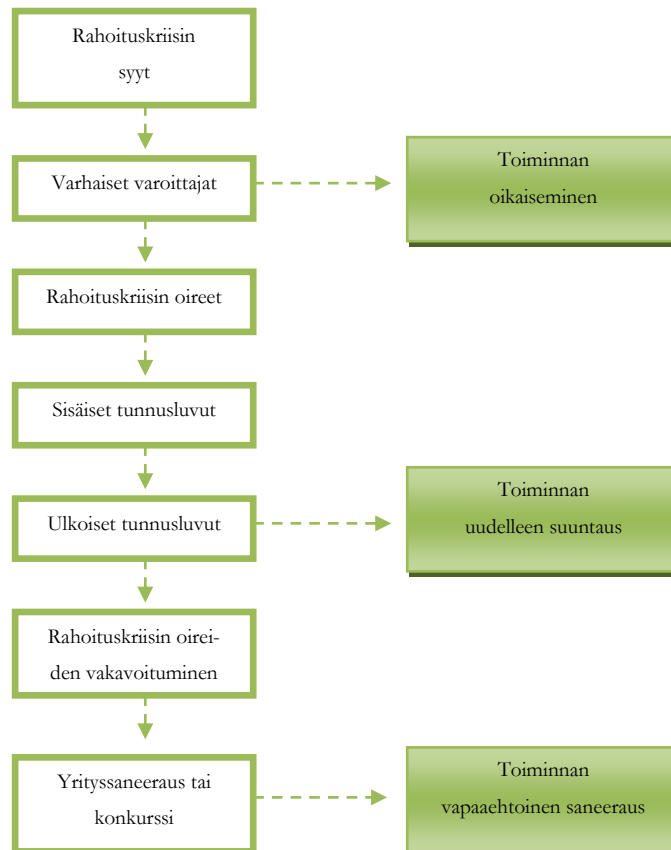 Rahoituskriisin
syyt
Varhaiset varoittajat
Toiminnan
oikaiseminen
Rahoituskriisin oireet
Sisäiset tunnusluvut
Ulkoiset tunnusluvut
Toiminnan
uudelleen suuntaus
Rahoituskriisin oirei-
den vakavoituminen
Yrityssaneeraus tai
konkurssi
Toiminnan
vapaaehtoinen saneeraus